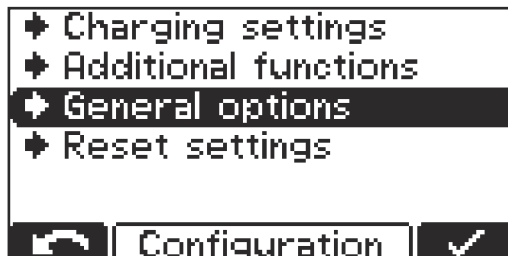 Charging settings
Additional functions
General options
Reset settings
Configuration